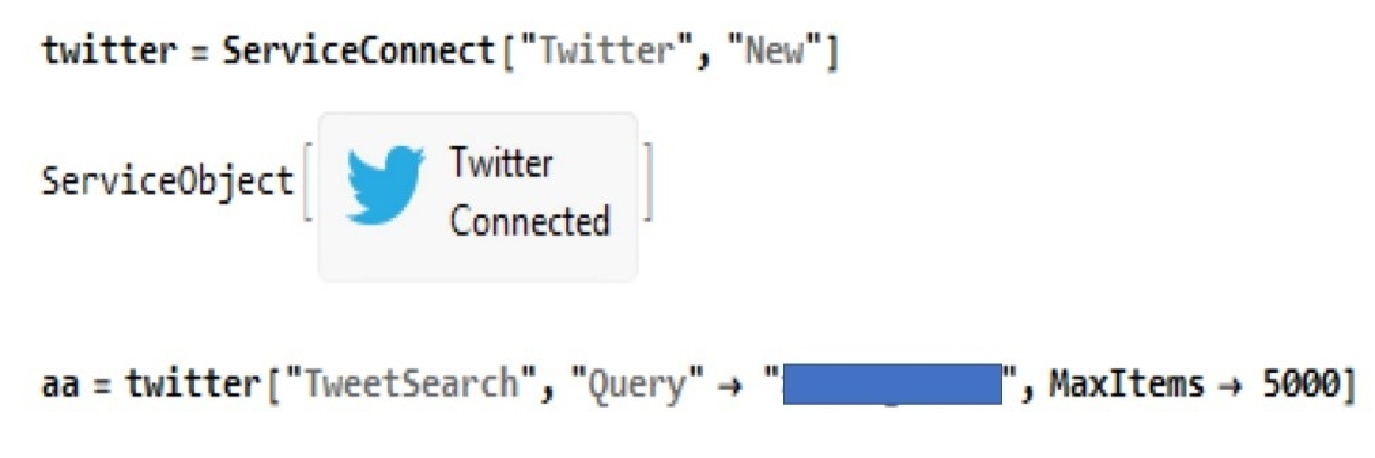 twitter = ServiceConnect["Twitter", "New"]
ServiceObject[
Twitter
Connected
]
aa = twitter["TweetSearch", "Query" → "", MaxItems → 5000]